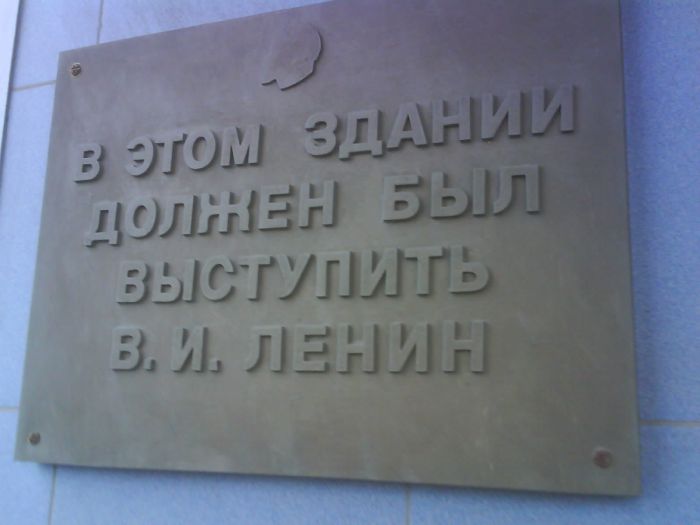 В ЭТОМ ЗДАНИИ
ДОЛЖЕН БЫЛ
ВЫСТУПИТЬ
В. И. ЛЕНИН